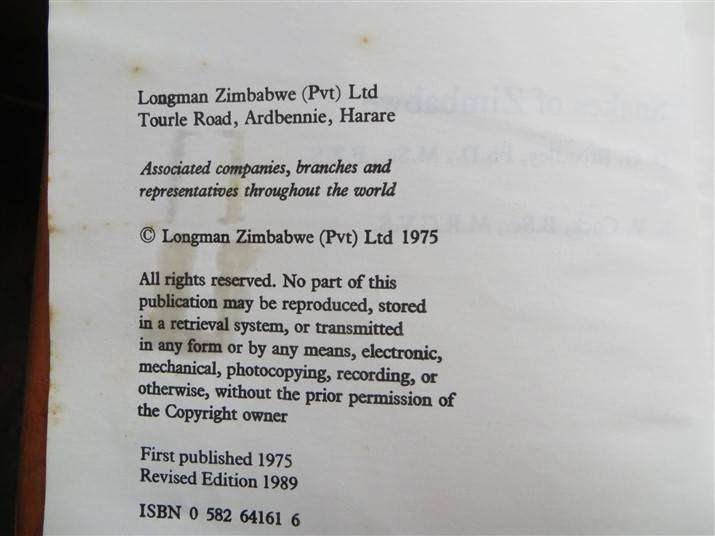 Longman Zimbabwe (Pvt) Ltd
Tourle Road, Ardbennie, Harare
Associated companies, branches and
representatives throughout the world
© Longman Zimbabwe (Pvt) Ltd 1975
All rights reserved. No part of this
publication may be reproduced, stored
in a retrieval system, or transmitted
in any form or by any means, electronic,
mechanical, photocopying, recording, or
otherwise, without the prior permission of
the Copyright owner
First published 1975
Revised Edition 1989
ISBN 0 582 64161 6